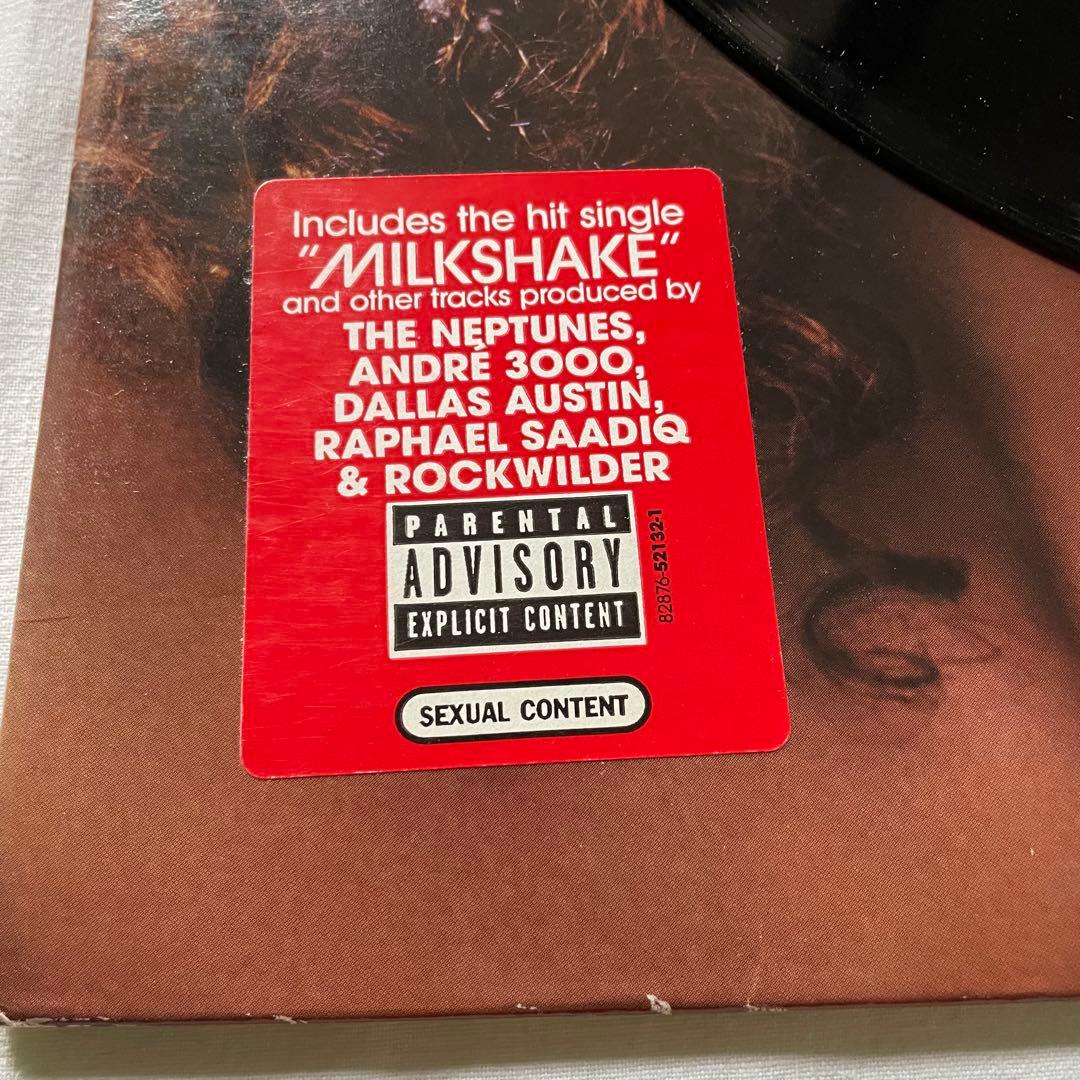 Includes the hit single
"MILKSHAKE"
and other tracks produced by
THE NEPTUNES,
ANDRÉ 3000,
DALLAS AUSTIN,
RAPHAEL SAADIQ
& ROCKWILDER
PARENTAL
ADVISORY
EXPLICIT CONTENT
82876-52132-1
SEXUAL CONTENT